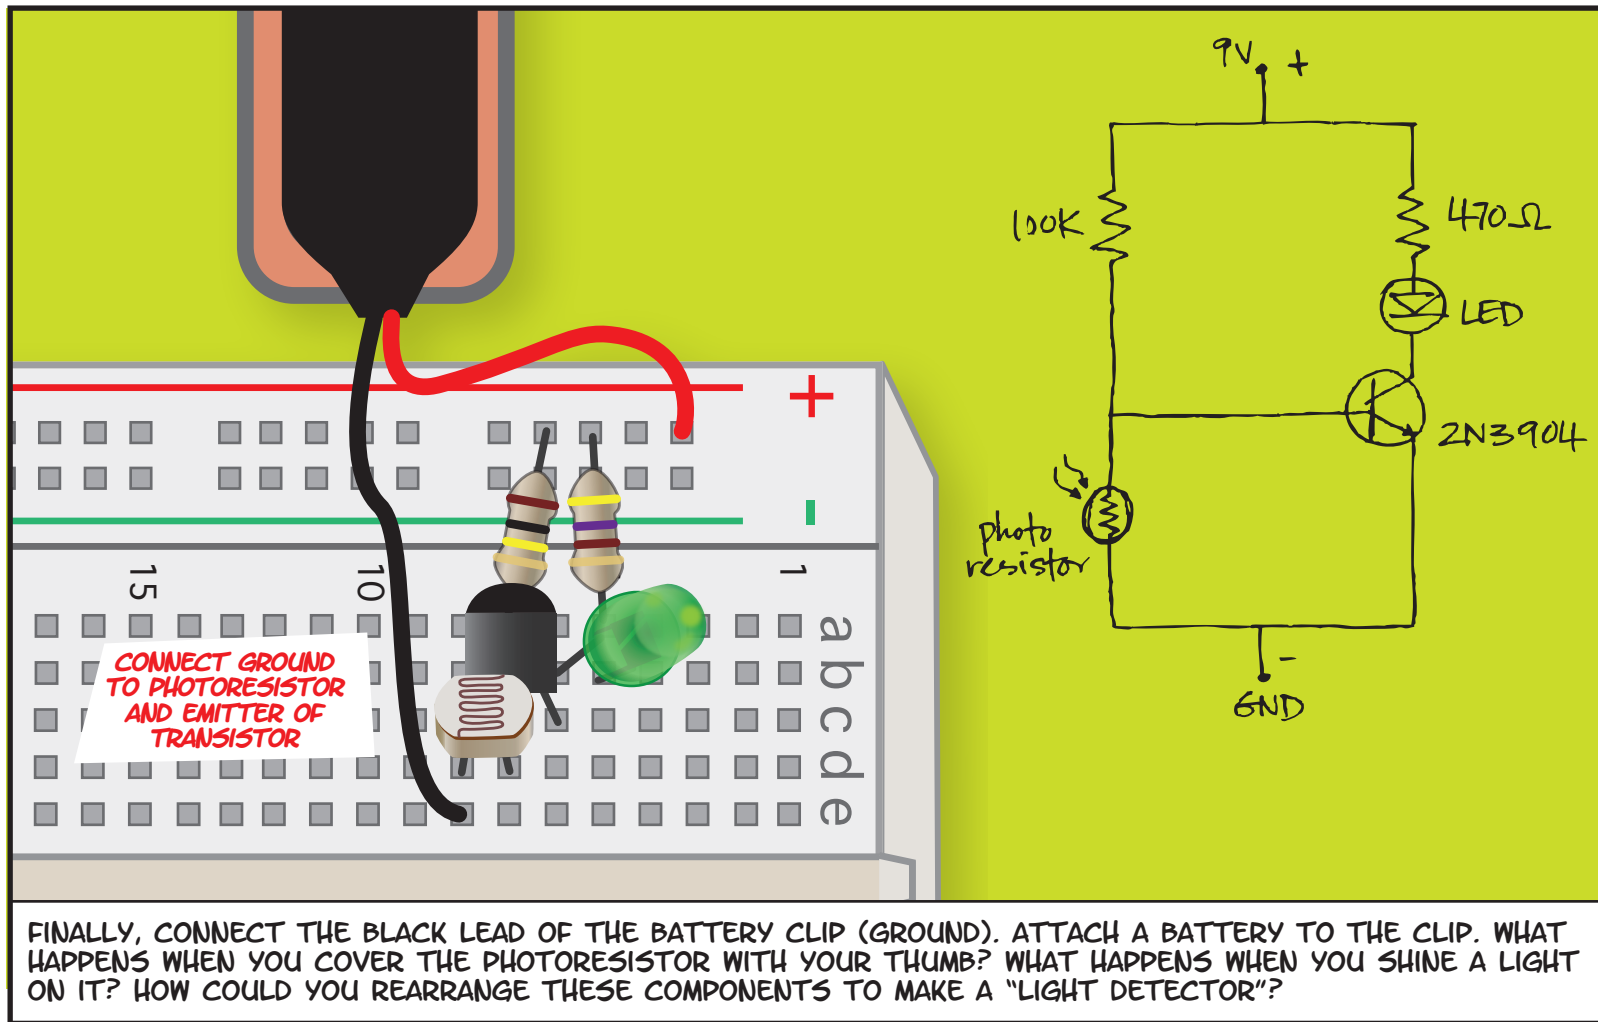 9V +
100K
470Ω
LED
2N3904
photo
resistor
-
GND
+
-
15
10
1
a
b
c
d
e
CONNECT GROUND
TO PHOTORESISTOR
AND EMITTER OF
TRANSISTOR
FINALLY, CONNECT THE BLACK LEAD OF THE BATTERY CLIP (GROUND). ATTACH A BATTERY TO THE CLIP. WHAT
HAPPENS WHEN YOU COVER THE PHOTORESISTOR WITH YOUR THUMB? WHAT HAPPENS WHEN YOU SHINE A LIGHT
ON IT? HOW COULD YOU REARRANGE THESE COMPONENTS TO MAKE A "LIGHT DETECTOR"?